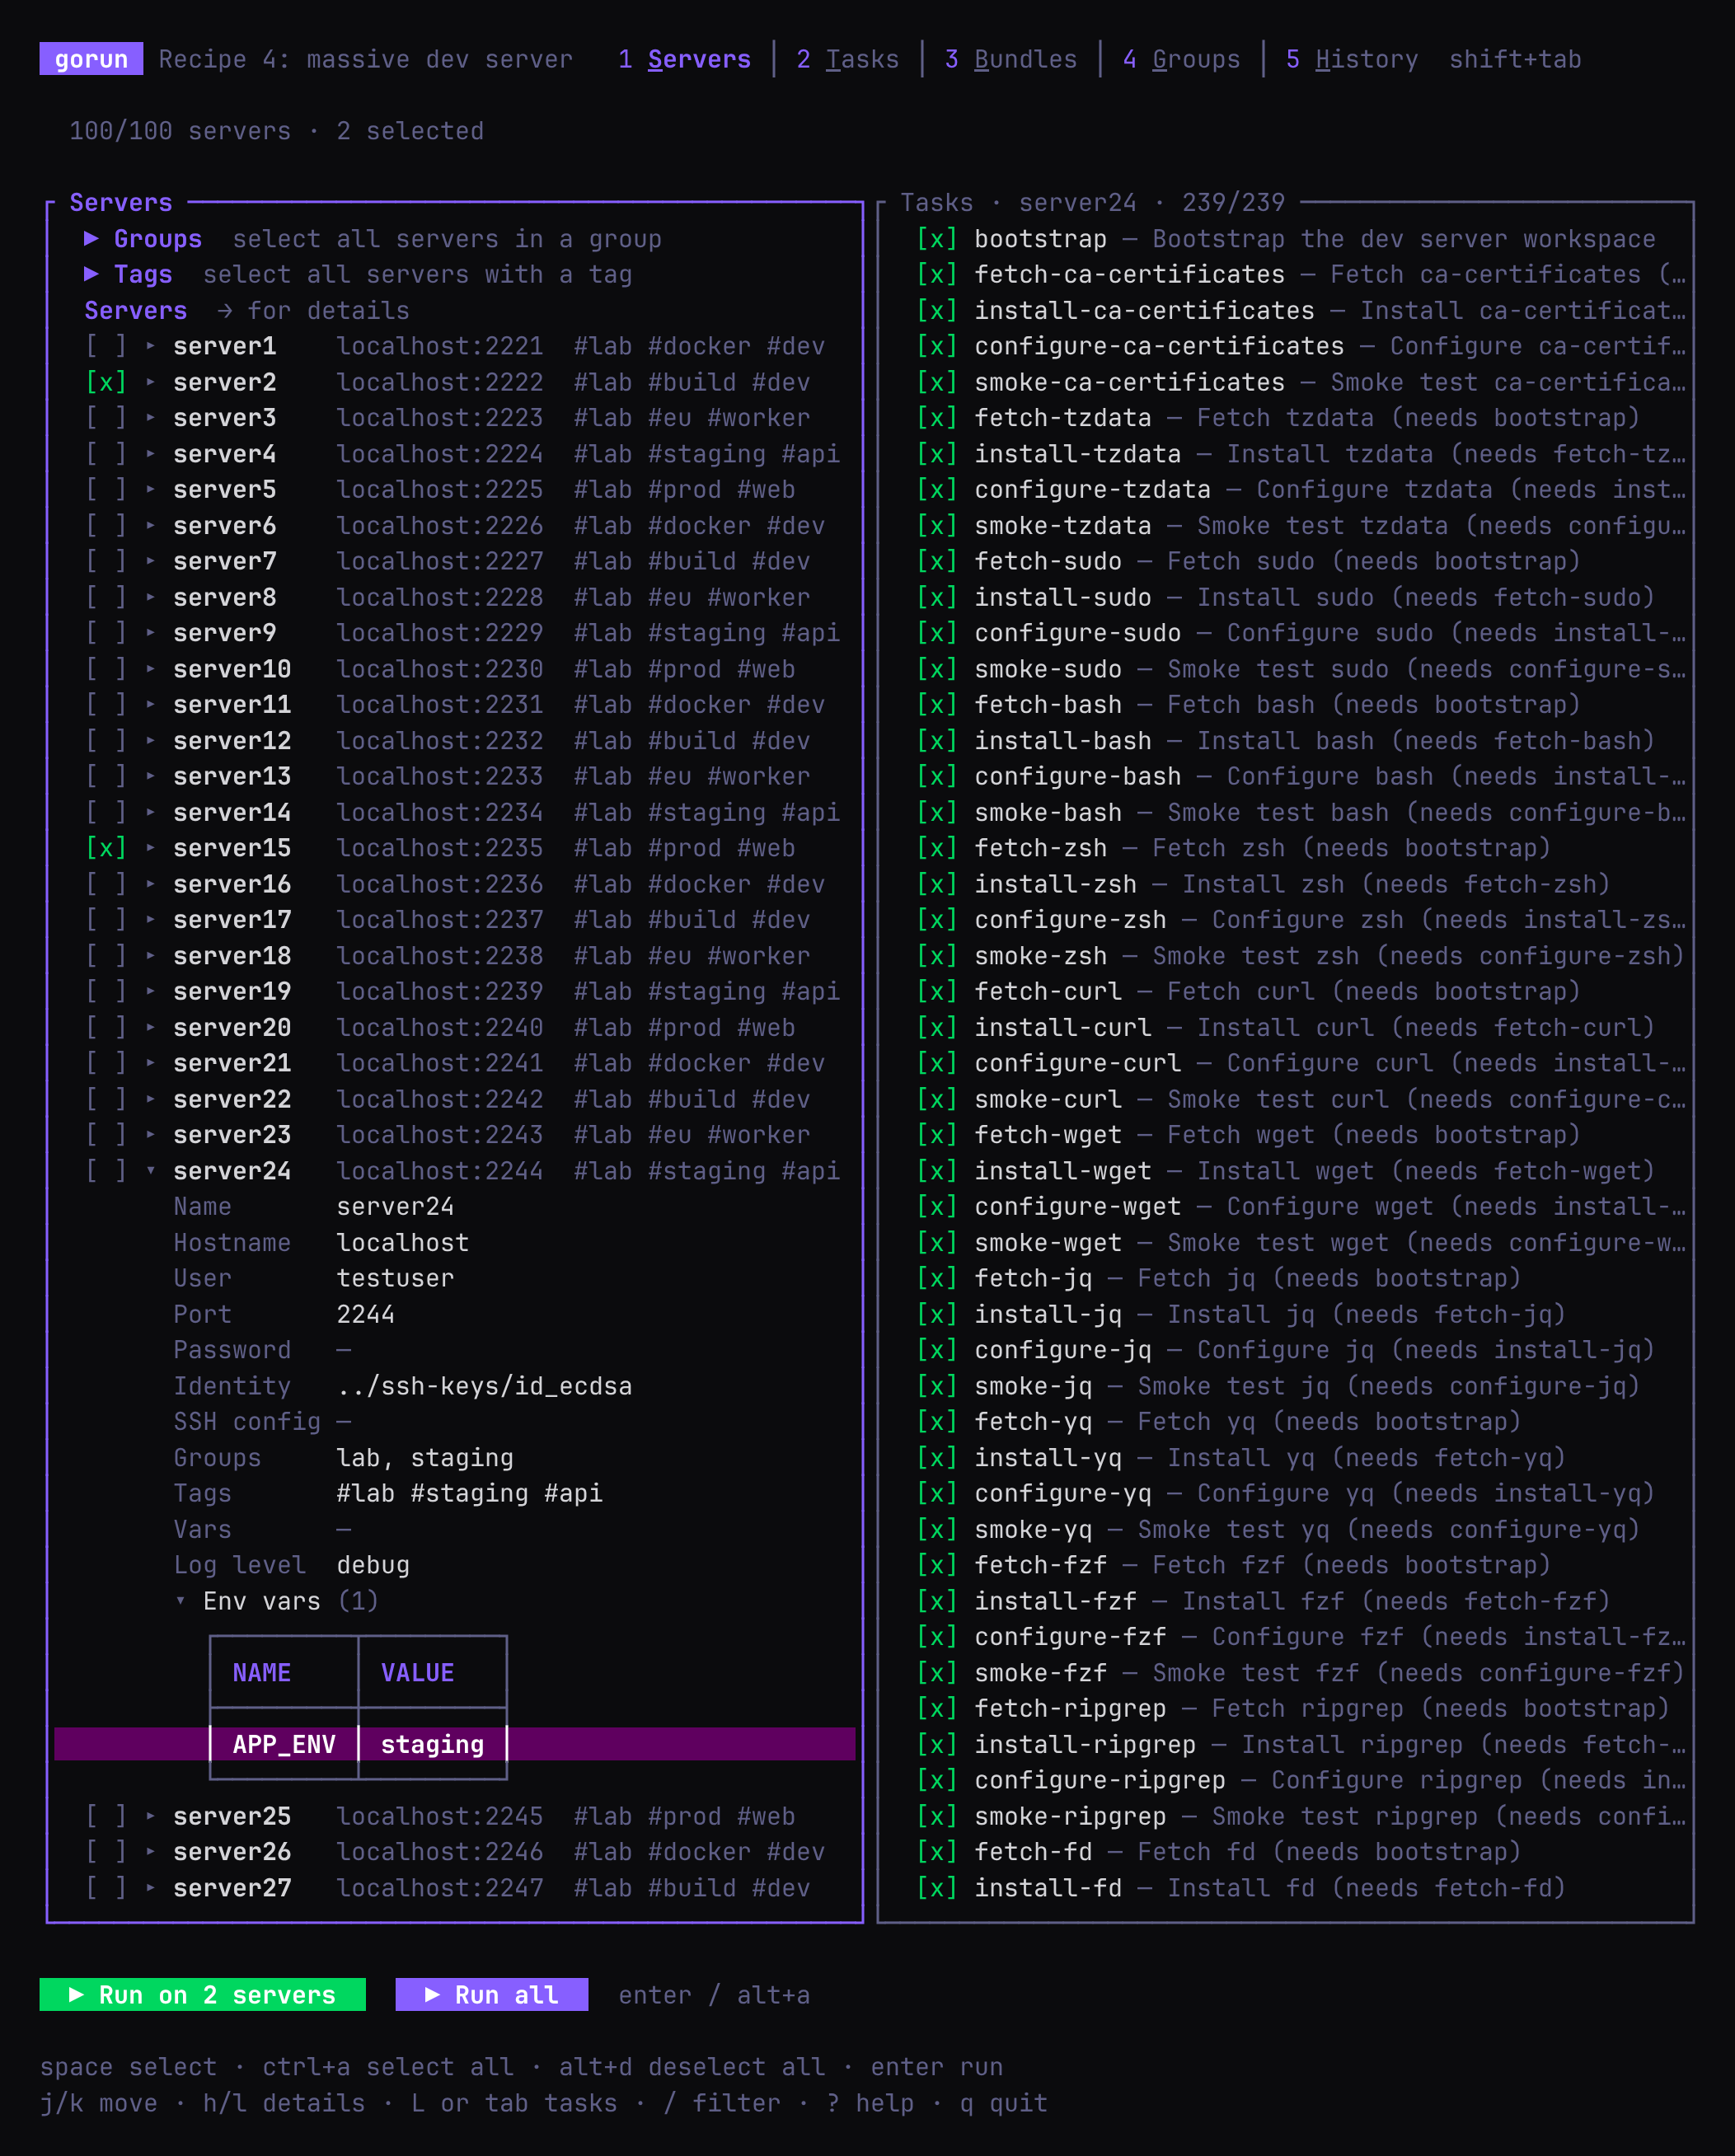 gorun Recipe 4: massive dev server 1 Servers │ 2 Tasks │ 3 Bundles │ 4 Groups │ 5 History shift+tab
100/100 servers · 2 selected
Servers
▶ Groups select all servers in a group
▶ Tags select all servers with a tag
Servers → for details
[ ] ▸ server1 localhost:2221 #lab #docker #dev
[x] ▸ server2 localhost:2222 #lab #build #dev
[ ] ▸ server3 localhost:2223 #lab #eu #worker
[ ] ▸ server4 localhost:2224 #lab #staging #api
[ ] ▸ server5 localhost:2225 #lab #prod #web
[ ] ▸ server6 localhost:2226 #lab #docker #dev
[ ] ▸ server7 localhost:2227 #lab #build #dev
[ ] ▸ server8 localhost:2228 #lab #eu #worker
[ ] ▸ server9 localhost:2229 #lab #staging #api
[ ] ▸ server10 localhost:2230 #lab #prod #web
[ ] ▸ server11 localhost:2231 #lab #docker #dev
[ ] ▸ server12 localhost:2232 #lab #build #dev
[ ] ▸ server13 localhost:2233 #lab #eu #worker
[ ] ▸ server14 localhost:2234 #lab #staging #api
[x] ▸ server15 localhost:2235 #lab #prod #web
[ ] ▸ server16 localhost:2236 #lab #docker #dev
[ ] ▸ server17 localhost:2237 #lab #build #dev
[ ] ▸ server18 localhost:2238 #lab #eu #worker
[ ] ▸ server19 localhost:2239 #lab #staging #api
[ ] ▸ server20 localhost:2240 #lab #prod #web
[ ] ▸ server21 localhost:2241 #lab #docker #dev
[ ] ▸ server22 localhost:2242 #lab #build #dev
[ ] ▸ server23 localhost:2243 #lab #eu #worker
[ ] ▾ server24 localhost:2244 #lab #staging #api
Name server24
Hostname localhost
User testuser
Port 2244
Password —
Identity ../ssh-keys/id_ecdsa
SSH config —
Groups lab, staging
Tags #lab #staging #api
Vars —
Log level debug
▾ Env vars (1)
NAME │ VALUE
APP_ENV │ staging
[ ] ▸ server25 localhost:2245 #lab #prod #web
[ ] ▸ server26 localhost:2246 #lab #docker #dev
[ ] ▸ server27 localhost:2247 #lab #build #dev
Tasks · server24 · 239/239
[x] bootstrap — Bootstrap the dev server workspace
[x] fetch-ca-certificates — Fetch ca-certificates (…
[x] install-ca-certificates — Install ca-certificat…
[x] configure-ca-certificates — Configure ca-certif…
[x] smoke-ca-certificates — Smoke test ca-certifica…
[x] fetch-tzdata — Fetch tzdata (needs bootstrap)
[x] install-tzdata — Install tzdata (needs fetch-tz…
[x] configure-tzdata — Configure tzdata (needs inst…
[x] smoke-tzdata — Smoke test tzdata (needs configu…
[x] fetch-sudo — Fetch sudo (needs bootstrap)
[x] install-sudo — Install sudo (needs fetch-sudo)
[x] configure-sudo — Configure sudo (needs install-…
[x] smoke-sudo — Smoke test sudo (needs configure-s…
[x] fetch-bash — Fetch bash (needs bootstrap)
[x] install-bash — Install bash (needs fetch-bash)
[x] configure-bash — Configure bash (needs install-…
[x] smoke-bash — Smoke test bash (needs configure-b…
[x] fetch-zsh — Fetch zsh (needs bootstrap)
[x] install-zsh — Install zsh (needs fetch-zsh)
[x] configure-zsh — Configure zsh (needs install-zs…
[x] smoke-zsh — Smoke test zsh (needs configure-zsh)
[x] fetch-curl — Fetch curl (needs bootstrap)
[x] install-curl — Install curl (needs fetch-curl)
[x] configure-curl — Configure curl (needs install-…
[x] smoke-curl — Smoke test curl (needs configure-c…
[x] fetch-wget — Fetch wget (needs bootstrap)
[x] install-wget — Install wget (needs fetch-wget)
[x] configure-wget — Configure wget (needs install-…
[x] smoke-wget — Smoke test wget (needs configure-w…
[x] fetch-jq — Fetch jq (needs bootstrap)
[x] install-jq — Install jq (needs fetch-jq)
[x] configure-jq — Configure jq (needs install-jq)
[x] smoke-jq — Smoke test jq (needs configure-jq)
[x] fetch-yq — Fetch yq (needs bootstrap)
[x] install-yq — Install yq (needs fetch-yq)
[x] configure-yq — Configure yq (needs install-yq)
[x] smoke-yq — Smoke test yq (needs configure-yq)
[x] fetch-fzf — Fetch fzf (needs bootstrap)
[x] install-fzf — Install fzf (needs fetch-fzf)
[x] configure-fzf — Configure fzf (needs install-fz…
[x] smoke-fzf — Smoke test fzf (needs configure-fzf)
[x] fetch-ripgrep — Fetch ripgrep (needs bootstrap)
[x] install-ripgrep — Install ripgrep (needs fetch-…
[x] configure-ripgrep — Configure ripgrep (needs in…
[x] smoke-ripgrep — Smoke test ripgrep (needs confi…
[x] fetch-fd — Fetch fd (needs bootstrap)
[x] install-fd — Install fd (needs fetch-fd)
▶ Run on 2 servers ▶ Run all enter / alt+a
space select · ctrl+a select all · alt+d deselect all · enter run
j/k move · h/l details · L or tab tasks · / filter · ? help · q quit